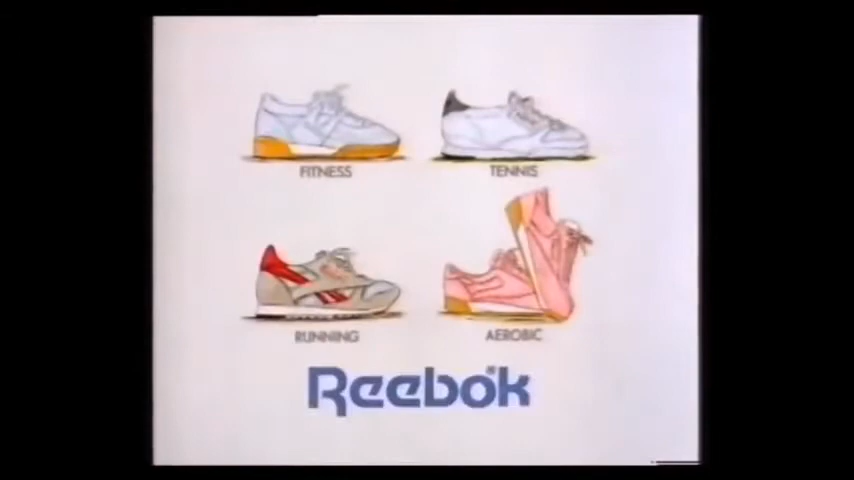 FITNESS
TENNIS
RUNNING
AEROBIC
Reebok